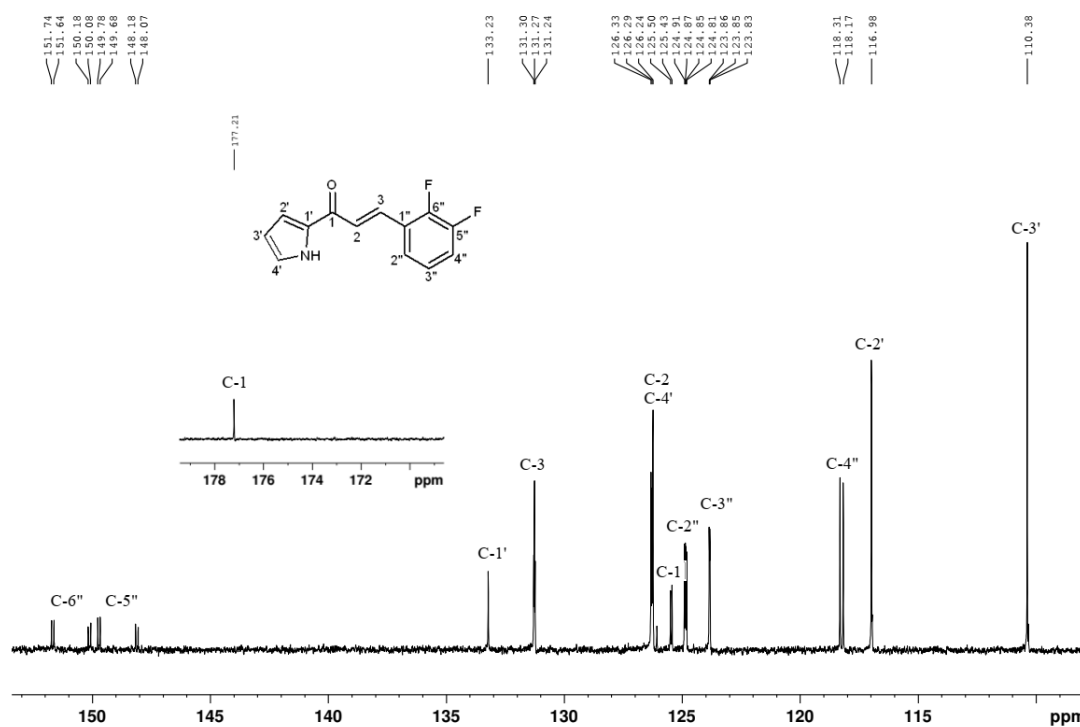 151.74
151.64
150.18
150.08
149.78
149.68
148.18
148.07
133.23
131.30
131.27
131.24
126.33
126.29
126.24
125.50
125.43
124.91
124.87
124.85
124.81
123.86
123.85
123.83
118.31
118.17
116.98
110.38
177.21
O
F
F
3
6"
2'
1'
1
2
1"
5"
3'
NH
2"
4"
4'
3"
C-3'
C-2'
C-1
C-2
C-4'
C-3
C-4"
C-3"
C-2"
C-1'
C-1
C-6"
C-5"
178 176 174 172 ppm
150 145 140 135 130 125 120 115 ppm